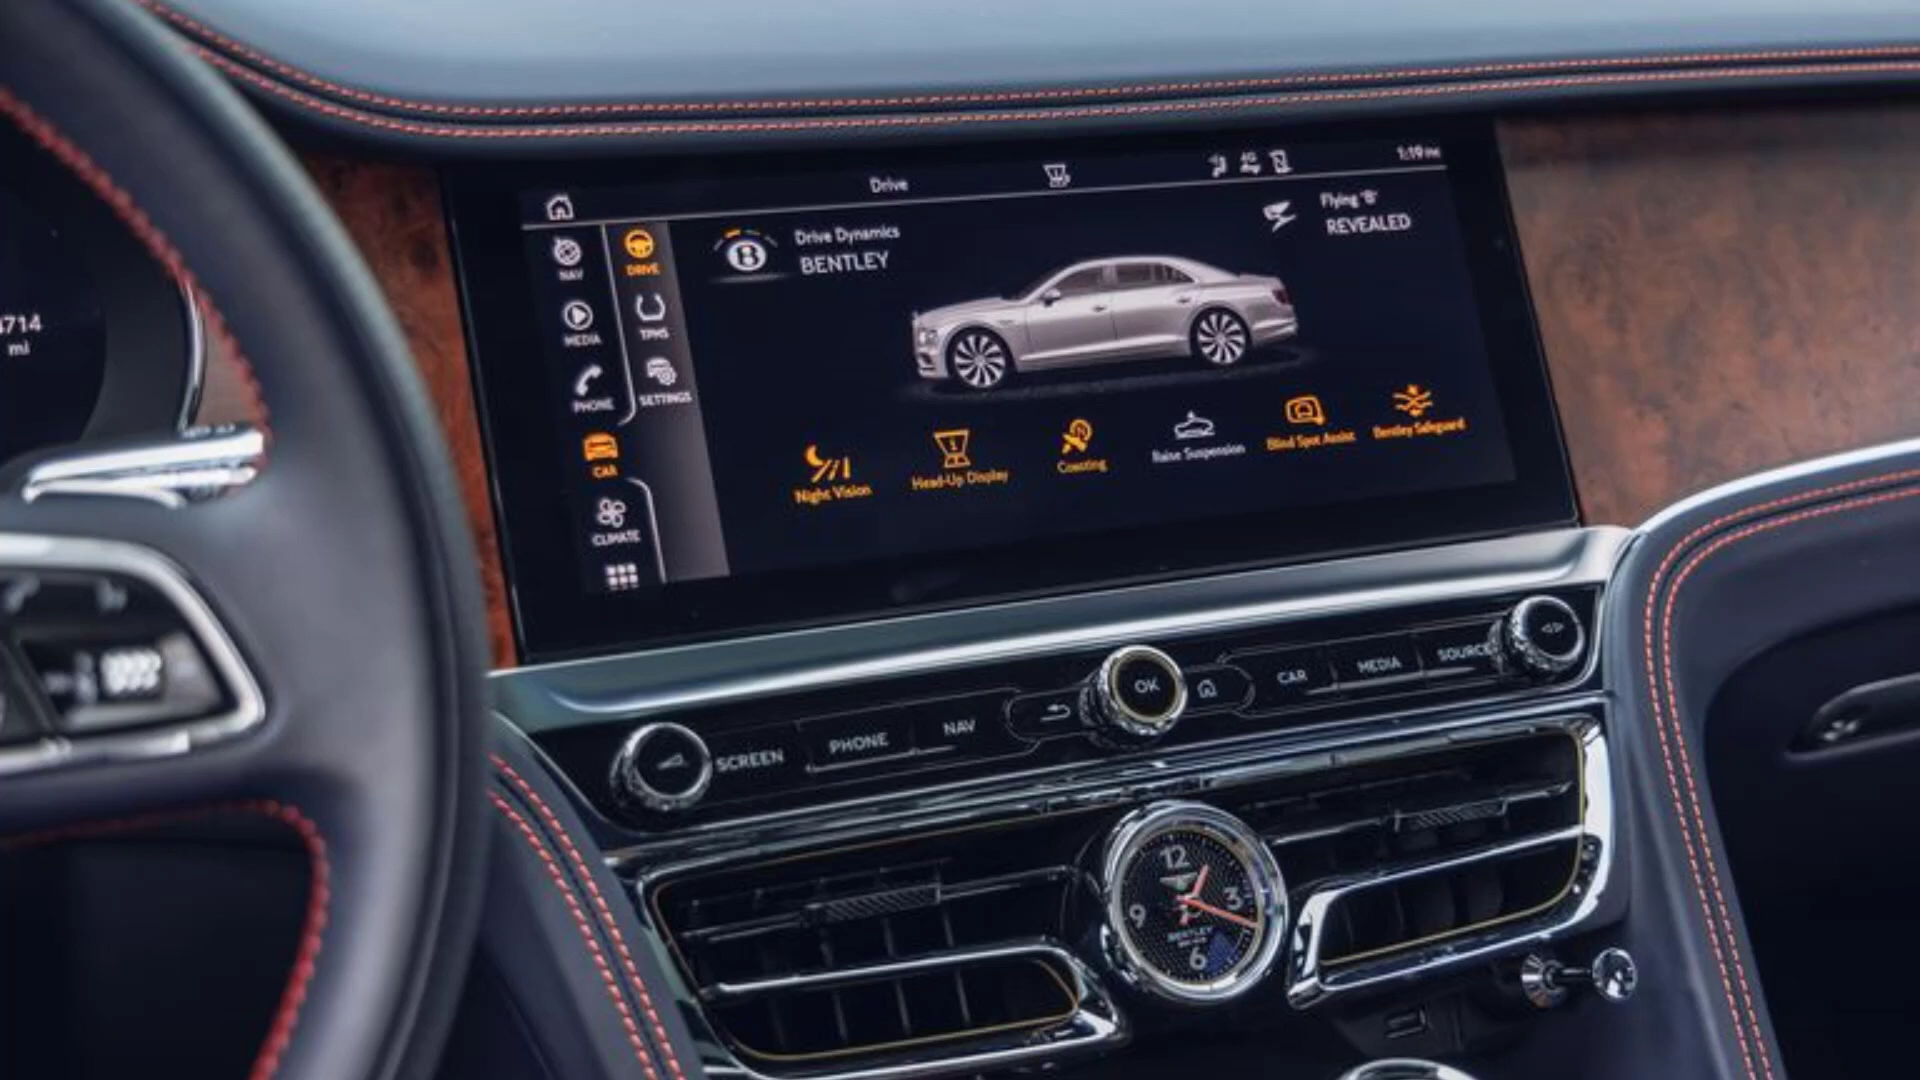 1:19 PM
Drive
Flying 'B'
REVEALED
Drive Dynamics
BENTLEY
B
NAV
DRIVE
MEDIA
TPMS
PHONE
SETTINGS
CAR
CLIMATE
Night Vision
Head-Up Display
Coasting
Raise Suspension
Blind Spot Assist
Bentley Safeguard
mi
SCREEN
PHONE
NAV
OK
CAR
MEDIA
SOURCE
12
3
9
BENTLEY
6